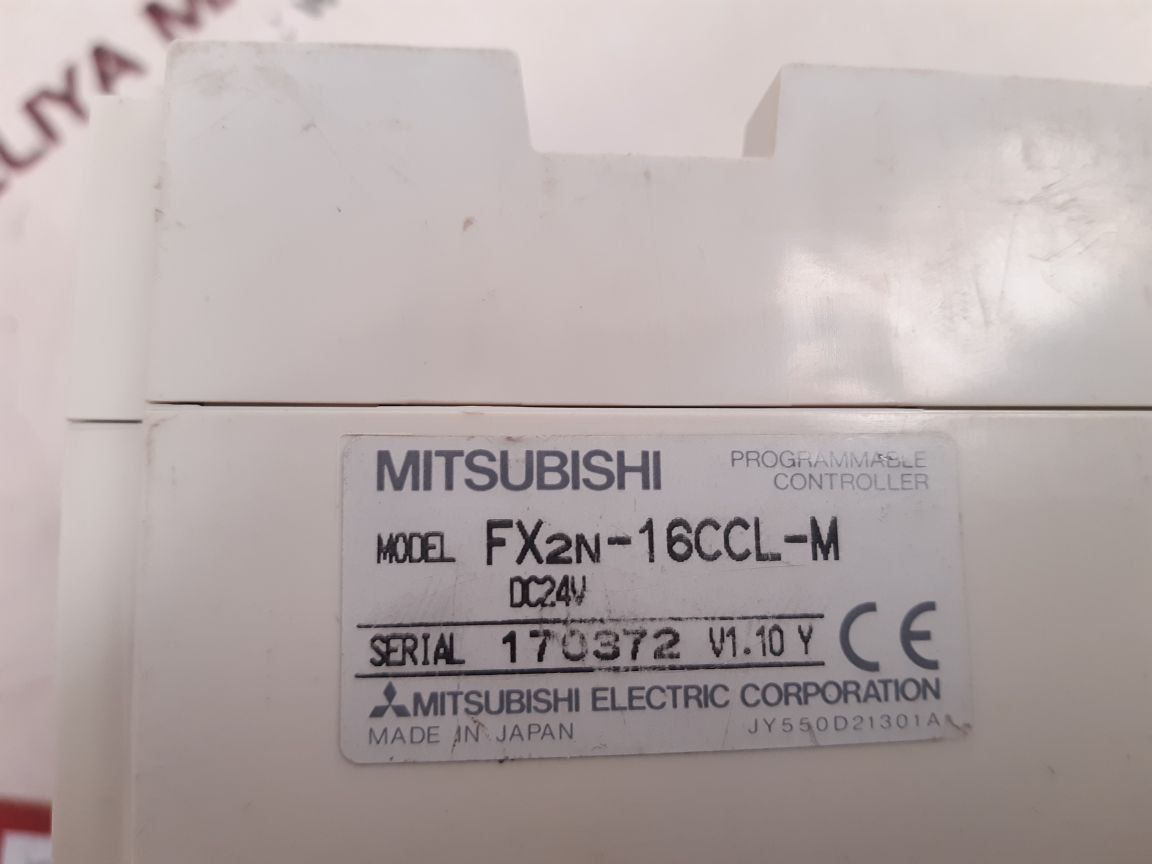 MITSUBISHI
PROGRAMMABLE
CONTROLLER
MODEL FX2N-16CCL-M
DC24V
SERIAL 170372 V1.10 Y
CE
MITSUBISHI ELECTRIC CORPORATION
MADE IN JAPAN
JY550D21301A